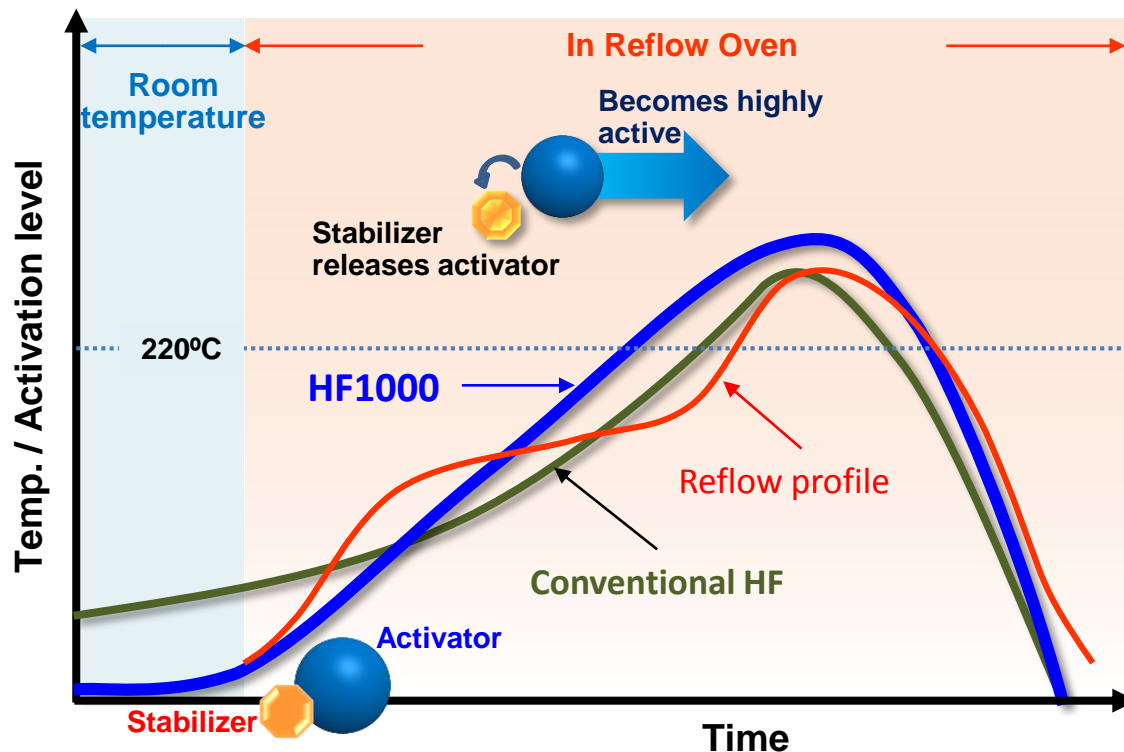 In Reflow Oven
Room
temperature
Becomes highly
active
Stabilizer
releases activator
220ºC
HF1000
Reflow profile
Conventional HF
Activator
Stabilizer
Time
Temp. / Activation level